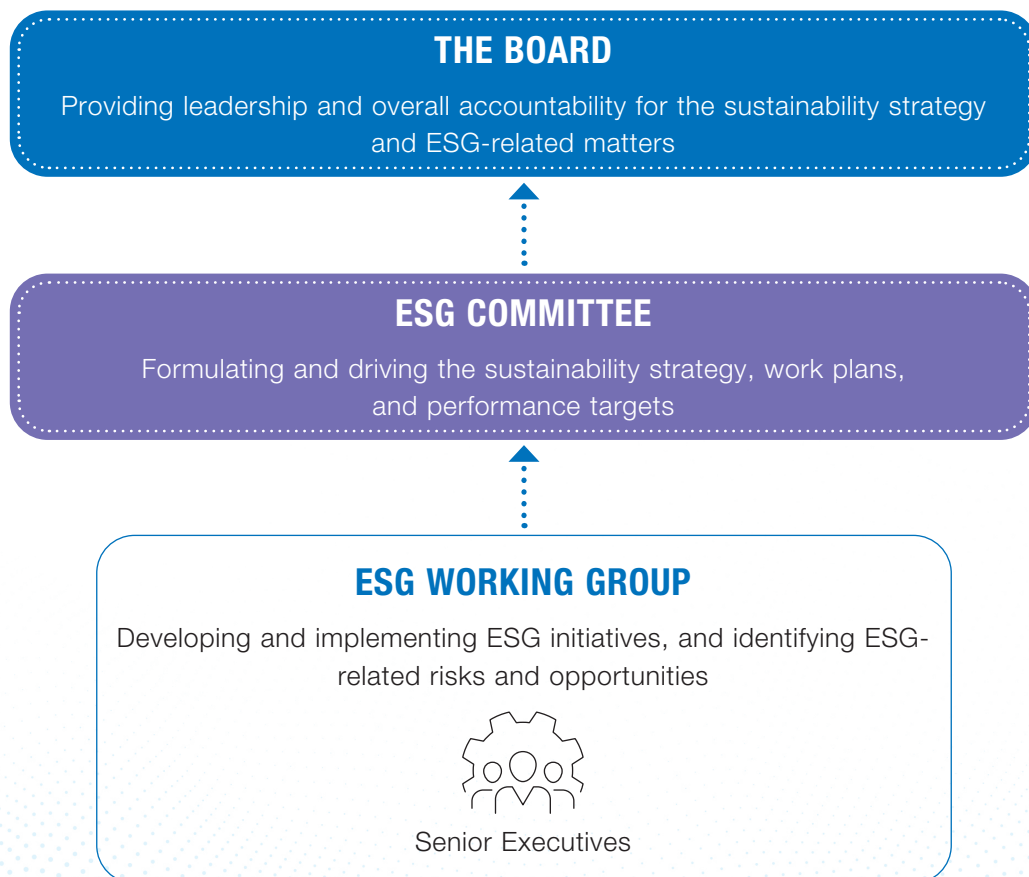 THE BOARD
Providing leadership and overall accountability for the sustainability strategy
and ESG-related matters
ESG COMMITTEE
Formulating and driving the sustainability strategy, work plans,
and performance targets
ESG WORKING GROUP
Developing and implementing ESG initiatives, and identifying ESG-
related risks and opportunities
Senior Executives